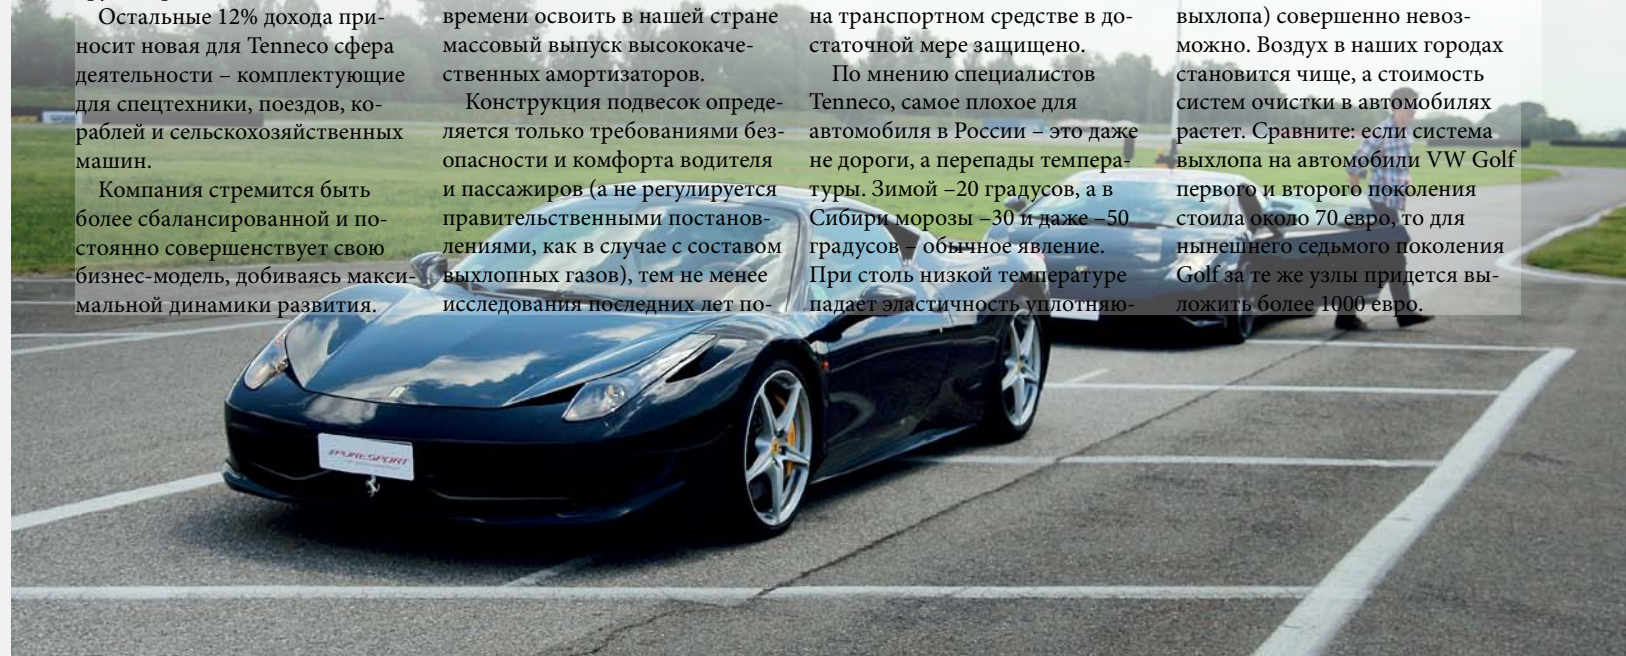 Остальные 12% дохода при-
носит новая для Tenneco сфера
деятельности – комплектующие
для спецтехники, поездов, ко-
раблей и сельскохозяйственных
машин.
Компания стремится быть
более сбалансированной и по-
стоянно совершенствует свою
бизнес-модель, добиваясь макси-
мальной динамики развития.
времени освоить в нашей стране
массовый выпуск высококаче-
ственных амортизаторов.
Конструкция подвесок опреде-
ляется только требованиями без-
опасности и комфорта водителя
и пассажиров (а не регулируется
правительственными постанов-
лениями, как в случае с составом
выхлопных газов), тем не менее
исследования последних лет по-
на транспортном средстве в до-
статочной мере защищено.
По мнению специалистов
Tenneco, самое плохое для
автомобиля в России – это даже
не дороги, а перепады темпера-
туры. Зимой –20 градусов, а в
Сибири морозы –30 и даже –50
градусов – обычное явление.
При столь низкой температуре
падает эластичность уплотняю-
выхлопа) совершенно невоз-
можно. Воздух в наших городах
становится чище, а стоимость
систем очистки в автомобилях
растет. Сравните: если система
выхлопа на автомобили VW Golf
первого и второго поколения
стоила около 70 евро, то для
нынешнего седьмого поколения
Golf за те же узлы придется вы-
ложить более 1000 евро.
PURESPORT